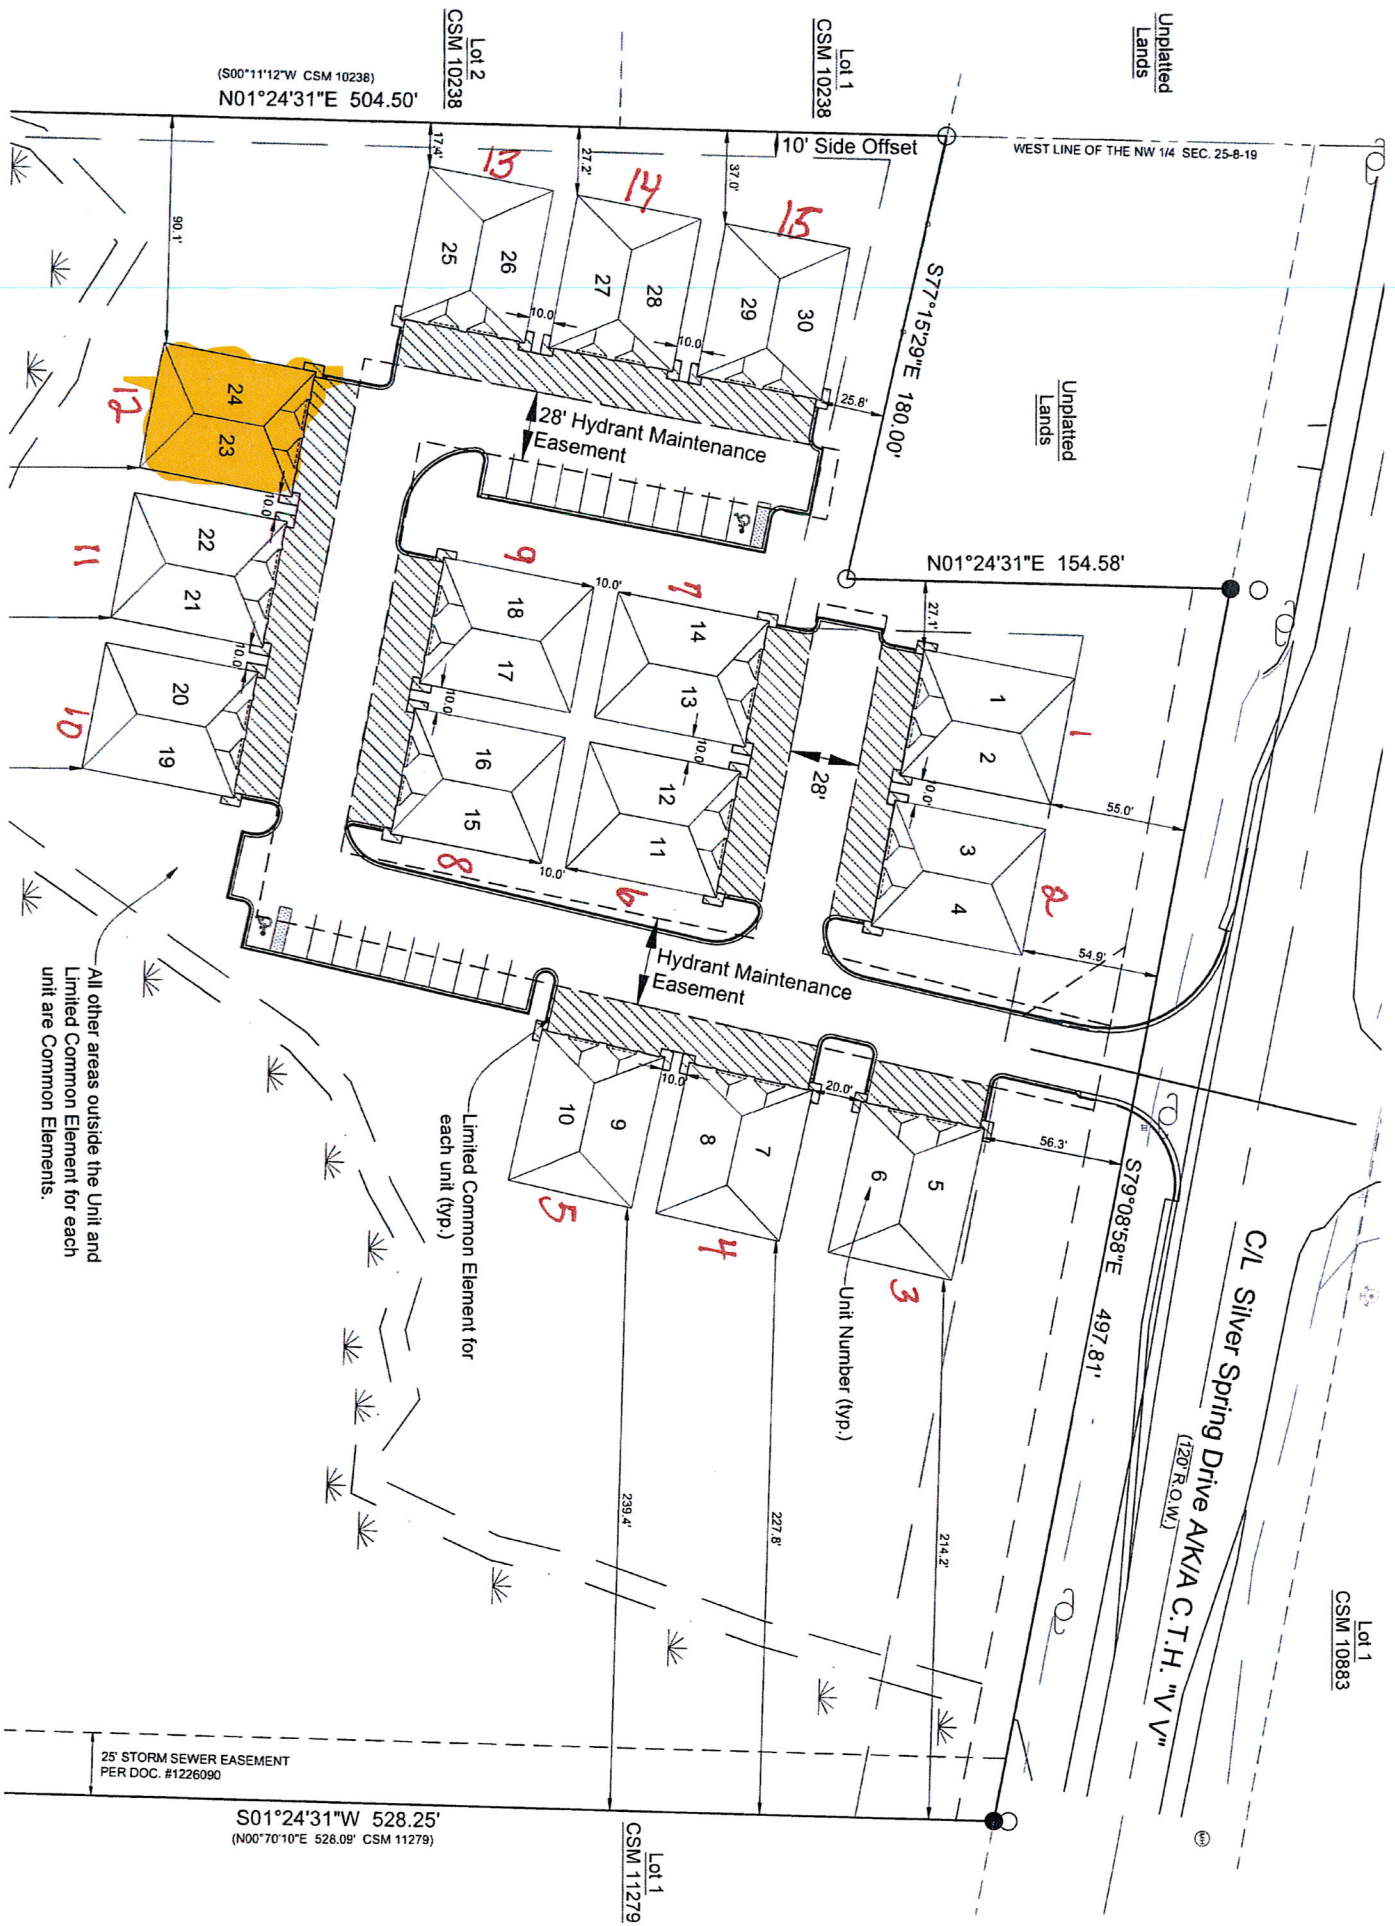 Unplatted
Lands
Lot 1
CSM 10238
Lot 2
CSM 10238
(S00°11'12"W CSM 10238)
N01°24'31"E 504.50'
10' Side Offset
WEST LINE OF THE NW 1/4 SEC. 25-8-19
17.4'
27.2'
37.0'
90.1'
13
14
15
25
26
27
28
29
30
10.0
10.0
25.8'
S77°15'29"E 180.00'
Unplatted
Lands
28' Hydrant Maintenance
Easement
N01°24'31"E 154.58'
27.1'
12
24
23
10.0
11
22
21
10.0
10
20
19
9
18
17
10.0'
10.0
7
14
13
10.0
16
15
8
10.0'
12
11
6
28'
1
2
1
10.0
55.0'
3
4
2
54.9'
Hydrant Maintenance
Easement
10
9
5
10.0
8
7
4
20.0'
6
5
3
56.3'
S79°08'58"E 497.81'
C/L Silver Spring Drive A/K/A C.T.H. "V V"
(120' R.O.W.)
Lot 1
CSM 10883
Unit Number (typ.)
Limited Common Element for
each unit (typ.)
All other areas outside the Unit and
Limited Common Element for each
unit are Common Elements.
239.4'
227.8'
214.2'
25' STORM SEWER EASEMENT
PER DOC. #1226090
S01°24'31"W 528.25'
(N00°70'10"E 528.09' CSM 11279)
Lot 1
CSM 11279
MH